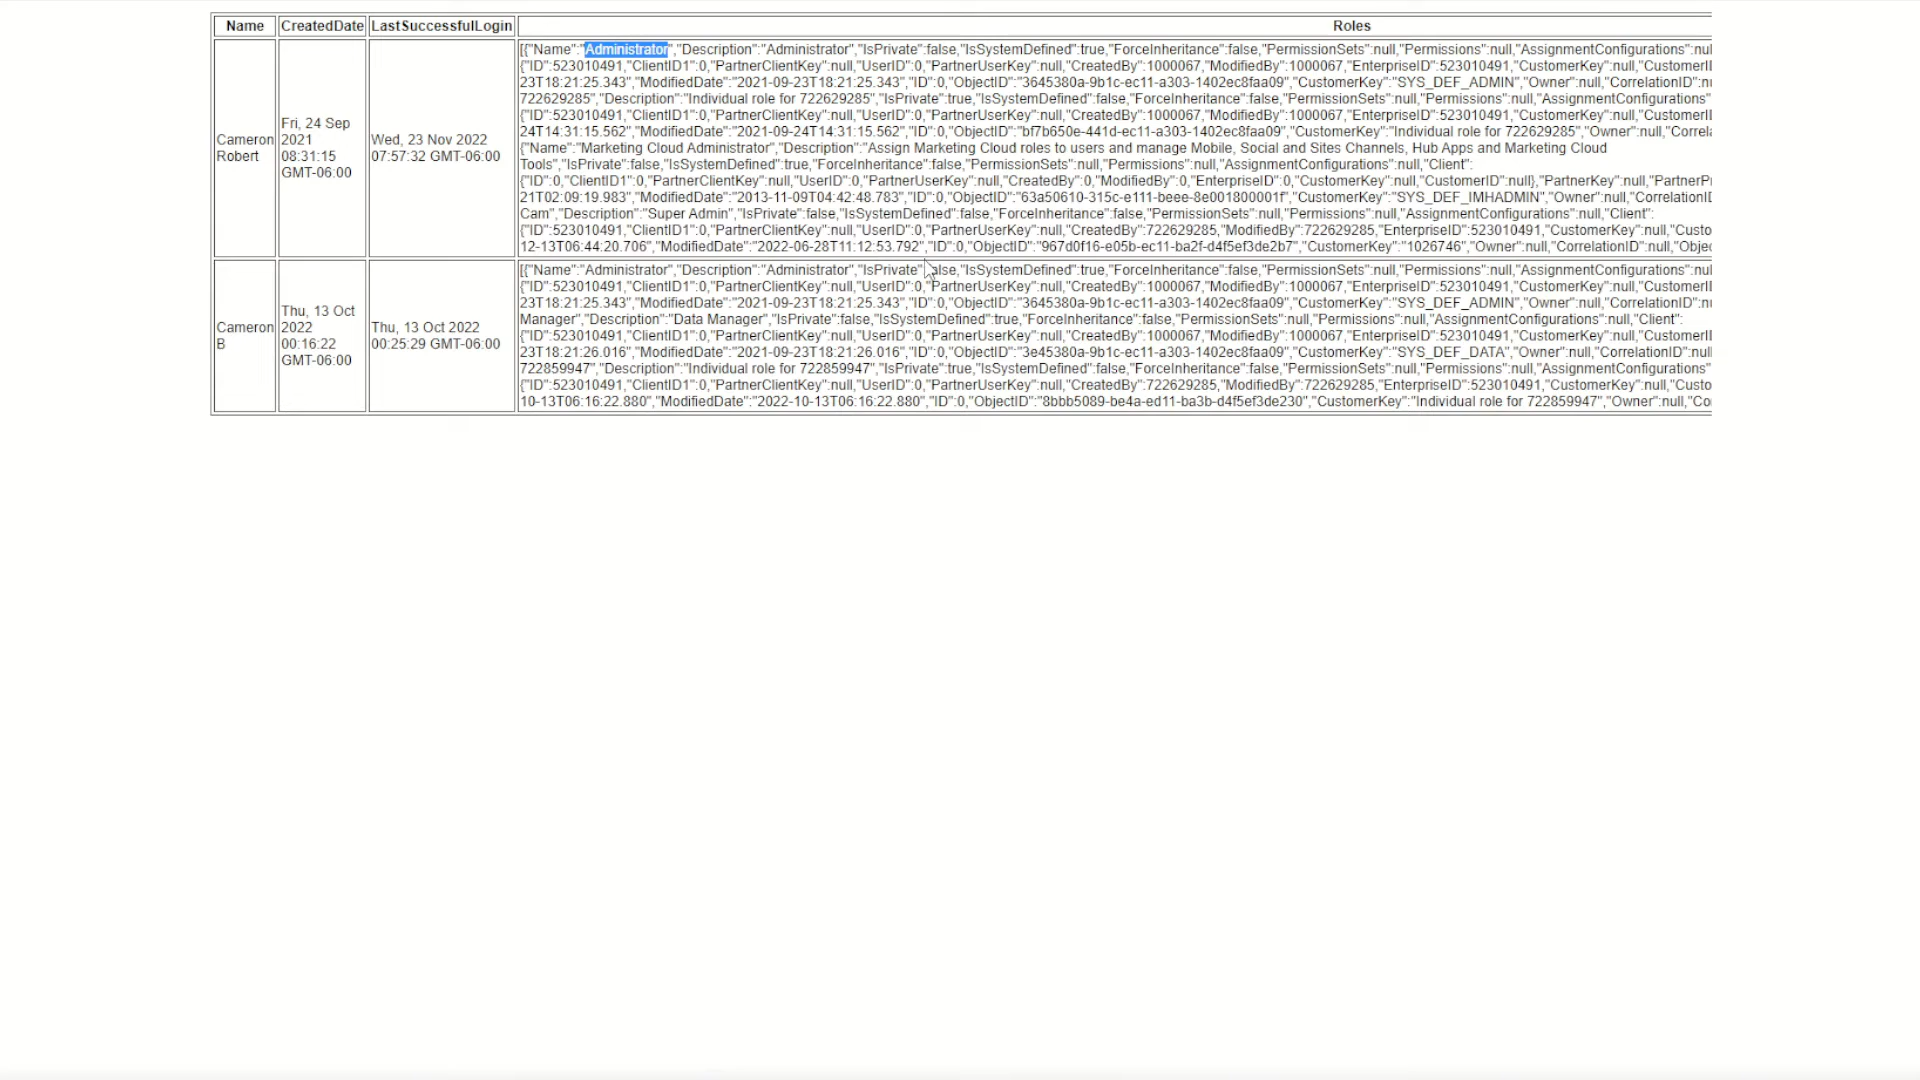 Name CreatedDate LastSuccessfulLogin Roles
Cameron
Robert
Fri, 24 Sep
2021
08:31:15
GMT-06:00
Wed, 23 Nov 2022
07:57:32 GMT-06:00
[{"Name":"Administrator","Description":"Administrator","IsPrivate":false,"IsSystemDefined":true,"ForceInheritance":false,"PermissionSets":null,"Permissions":null,"AssignmentConfigurations":nul
{"ID":523010491,"ClientID1":0,"PartnerClientKey":null,"UserID":0,"PartnerUserKey":null,"CreatedBy":1000067,"ModifiedBy":1000067,"EnterpriseID":523010491,"CustomerKey":null,"CustomerI
23T18:21:25.343","ModifiedDate":"2021-09-23T18:21:25.343","ID":0,"ObjectID":"3645380a-9b1c-ec11-a303-1402ec8faa09","CustomerKey":"SYS_DEF_ADMIN","Owner":null,"CorrelationID":nu
722629285","Description":"Individual role for 722629285","IsPrivate":true,"IsSystemDefined":false,"ForceInheritance":false,"PermissionSets":null,"Permissions":null,"AssignmentConfigurations"
{"ID":523010491,"ClientID1":0,"PartnerClientKey":null,"UserID":0,"PartnerUserKey":null,"CreatedBy":1000067,"ModifiedBy":1000067,"EnterpriseID":523010491,"CustomerKey":null,"CustomerI
24T14:31:15.562","ModifiedDate":"2021-09-24T14:31:15.562","ID":0,"ObjectID":"bf7b650e-441d-ec11-a303-1402ec8faa09","CustomerKey":"Individual role for 722629285","Owner":null,"Correla
{"Name":"Marketing Cloud Administrator","Description":"Assign Marketing Cloud roles to users and manage Mobile, Social and Sites Channels, Hub Apps and Marketing Cloud
Tools","IsPrivate":false,"IsSystemDefined":true,"ForceInheritance":false,"PermissionSets":null,"Permissions":null,"AssignmentConfigurations":null,"Client":
{"ID":0,"ClientID1":0,"PartnerClientKey":null,"UserID":0,"PartnerUserKey":null,"CreatedBy":0,"ModifiedBy":0,"EnterpriseID":0,"CustomerKey":null,"CustomerID":null},"PartnerKey":null,"PartnerPr
21T02:09:19.983","ModifiedDate":"2013-11-09T04:42:48.783","ID":0,"ObjectID":"63a50610-315c-e111-beee-8e001800001f","CustomerKey":"SYS_DEF_IMHADMIN","Owner":null,"CorrelationI
Cam","Description":"Super Admin","IsPrivate":false,"IsSystemDefined":false,"ForceInheritance":false,"PermissionSets":null,"Permissions":null,"AssignmentConfigurations":null,"Client":
{"ID":523010491,"ClientID1":0,"PartnerClientKey":null,"UserID":0,"PartnerUserKey":null,"CreatedBy":722629285,"ModifiedBy":722629285,"EnterpriseID":523010491,"CustomerKey":null,"Custo
12-13T06:44:20.706","ModifiedDate":"2022-06-28T11:12:53.792","ID":0,"ObjectID":"967d0f16-e05b-ec11-ba2f-d4f5ef3de2b7","CustomerKey":"1026746","Owner":null,"CorrelationID":null,"Objec
Cameron
B
Thu, 13 Oct
2022
00:16:22
GMT-06:00
Thu, 13 Oct 2022
00:25:29 GMT-06:00
[{"Name":"Administrator","Description":"Administrator","IsPrivate":false,"IsSystemDefined":true,"ForceInheritance":false,"PermissionSets":null,"Permissions":null,"AssignmentConfigurations":nul
{"ID":523010491,"ClientID1":0,"PartnerClientKey":null,"UserID":0,"PartnerUserKey":null,"CreatedBy":1000067,"ModifiedBy":1000067,"EnterpriseID":523010491,"CustomerKey":null,"CustomerI
23T18:21:25.343","ModifiedDate":"2021-09-23T18:21:25.343","ID":0,"ObjectID":"3645380a-9b1c-ec11-a303-1402ec8faa09","CustomerKey":"SYS_DEF_ADMIN","Owner":null,"CorrelationID":nu
Manager","Description":"Data Manager","IsPrivate":false,"IsSystemDefined":true,"ForceInheritance":false,"PermissionSets":null,"Permissions":null,"AssignmentConfigurations":null,"Client":
{"ID":523010491,"ClientID1":0,"PartnerClientKey":null,"UserID":0,"PartnerUserKey":null,"CreatedBy":1000067,"ModifiedBy":1000067,"EnterpriseID":523010491,"CustomerKey":null,"CustomerI
23T18:21:26.016","ModifiedDate":"2021-09-23T18:21:26.016","ID":0,"ObjectID":"3e45380a-9b1c-ec11-a303-1402ec8faa09","CustomerKey":"SYS_DEF_DATA","Owner":null,"CorrelationID":null
722859947","Description":"Individual role for 722859947","IsPrivate":true,"IsSystemDefined":false,"ForceInheritance":false,"PermissionSets":null,"Permissions":null,"AssignmentConfigurations"
{"ID":523010491,"ClientID1":0,"PartnerClientKey":null,"UserID":0,"PartnerUserKey":null,"CreatedBy":722629285,"ModifiedBy":722629285,"EnterpriseID":523010491,"CustomerKey":null,"Custo
10-13T06:16:22.880","ModifiedDate":"2022-10-13T06:16:22.880","ID":0,"ObjectID":"8bbb5089-be4a-ed11-ba3b-d4f5ef3de230","CustomerKey":"Individual role for 722859947","Owner":null,"Co